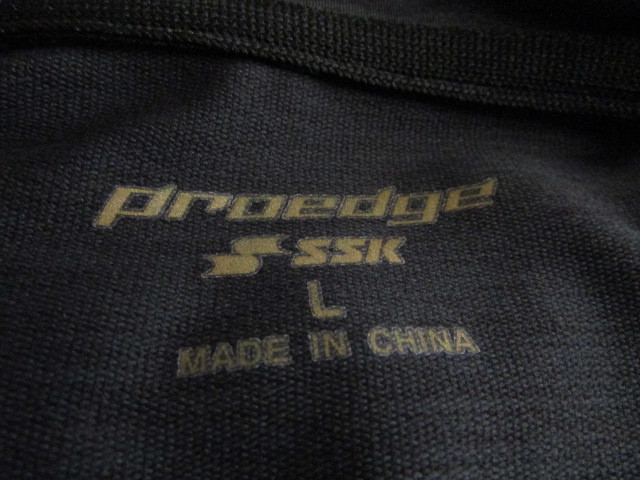 proedge
SSK
L
MADE IN CHINA